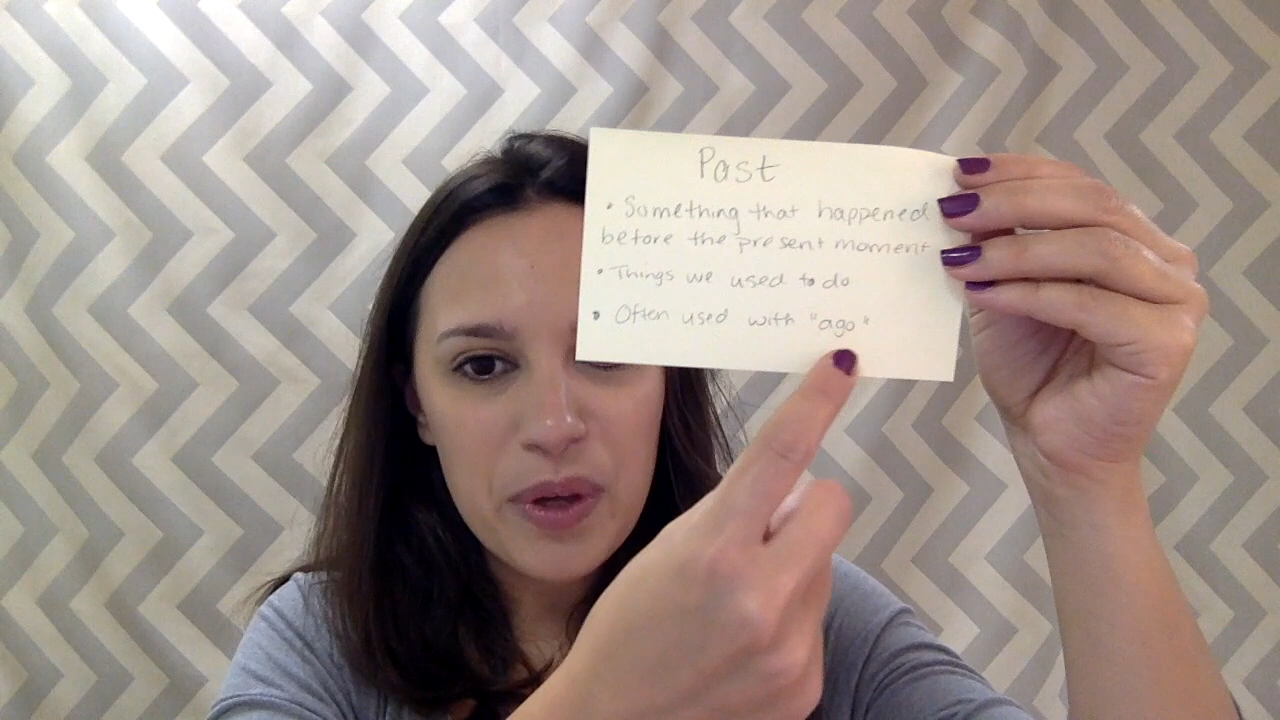 Past
• Something that happened
before the present moment
• Things we used to do
• Often used with "ago"